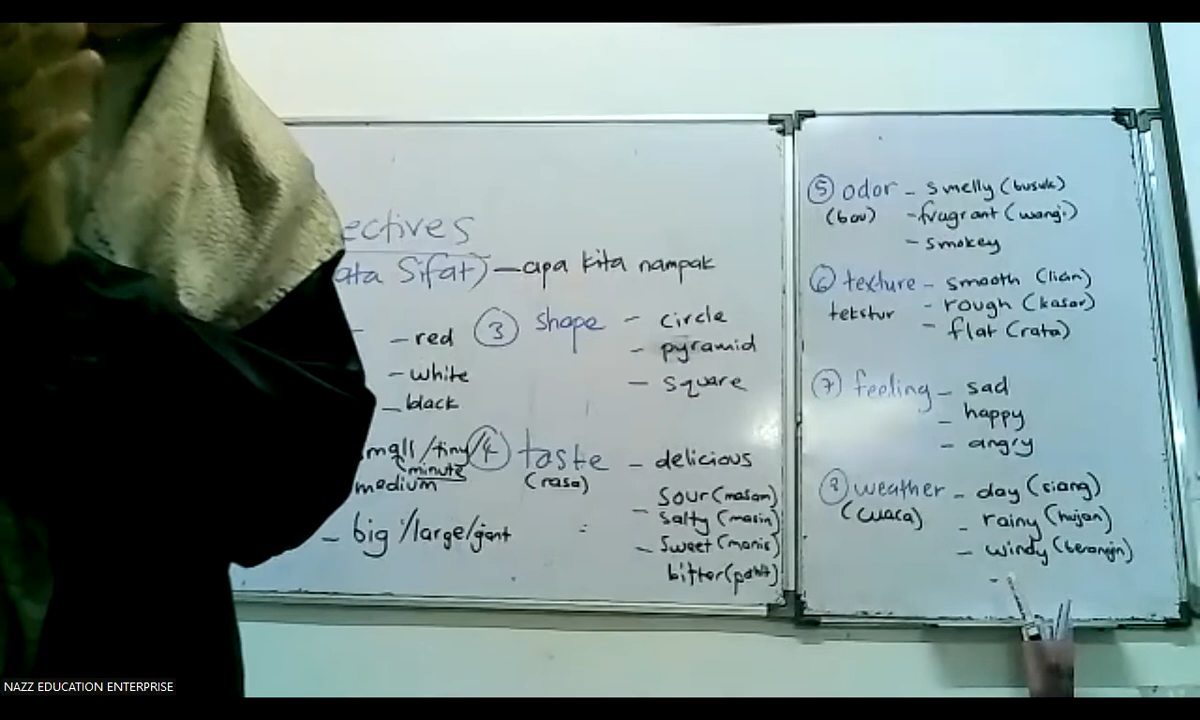 ectives
ata Sifat) — apa kita nampak
- red
- white
- black
mall/tiny/
(minute
medium
- big/large/giant
③ shape - circle
- pyramid
- square
④ taste - delicious
(rasa)
- Sour (masam)
Salty (masin)
- Sweet (manis)
bitter (pahit)
⑤ odor - smelly (busuk)
(bau) - fragrant (wangi)
- smokey
⑥ texture - smooth (lian)
tekstur - rough (kasar)
- flat (rata)
⑦ feeling - sad
- happy
- angry
⑧ weather - day (siang)
(cuaca) - rainy (hujan)
- windy (berangin)
-
NAZZ EDUCATION ENTERPRISE